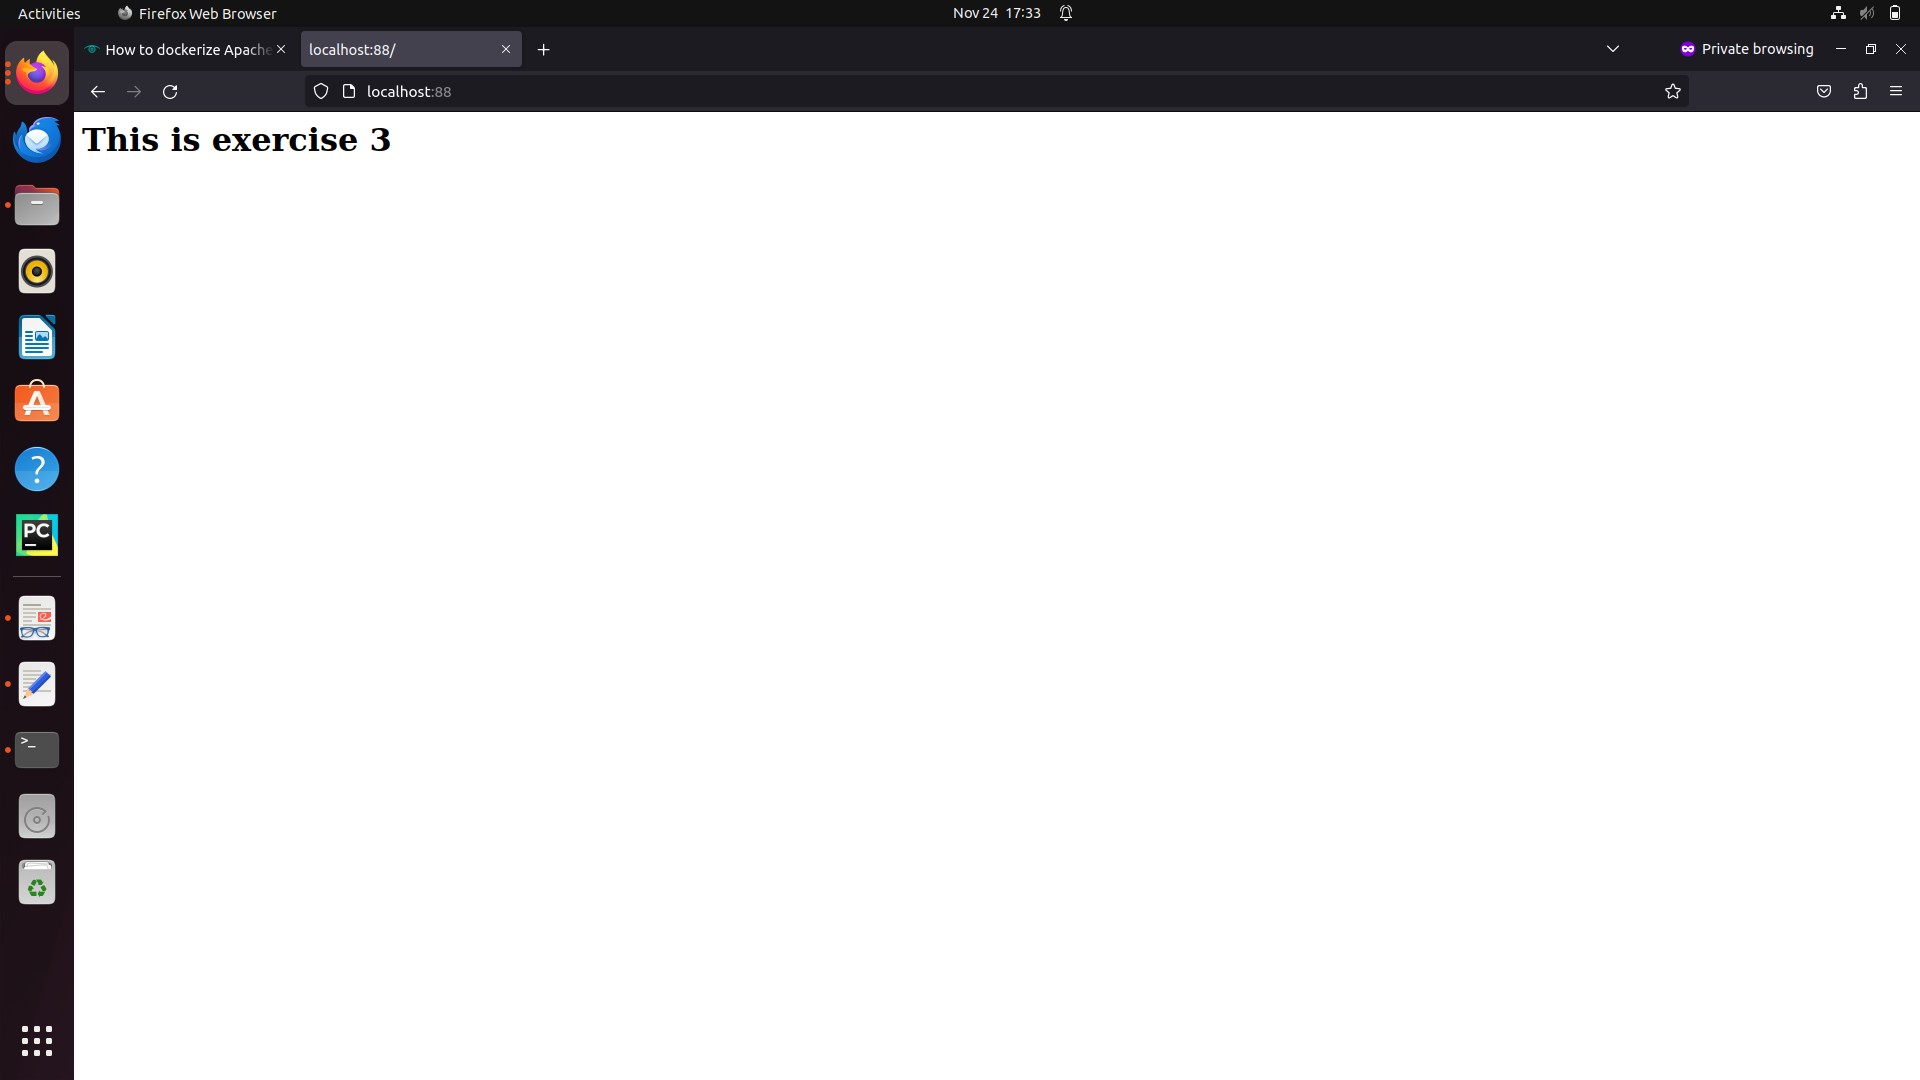 Activities
Firefox Web Browser
Nov 24 17:33
How to dockerize Apache
localhost:88/
Private browsing
localhost:88
This is exercise 3
PC
>_